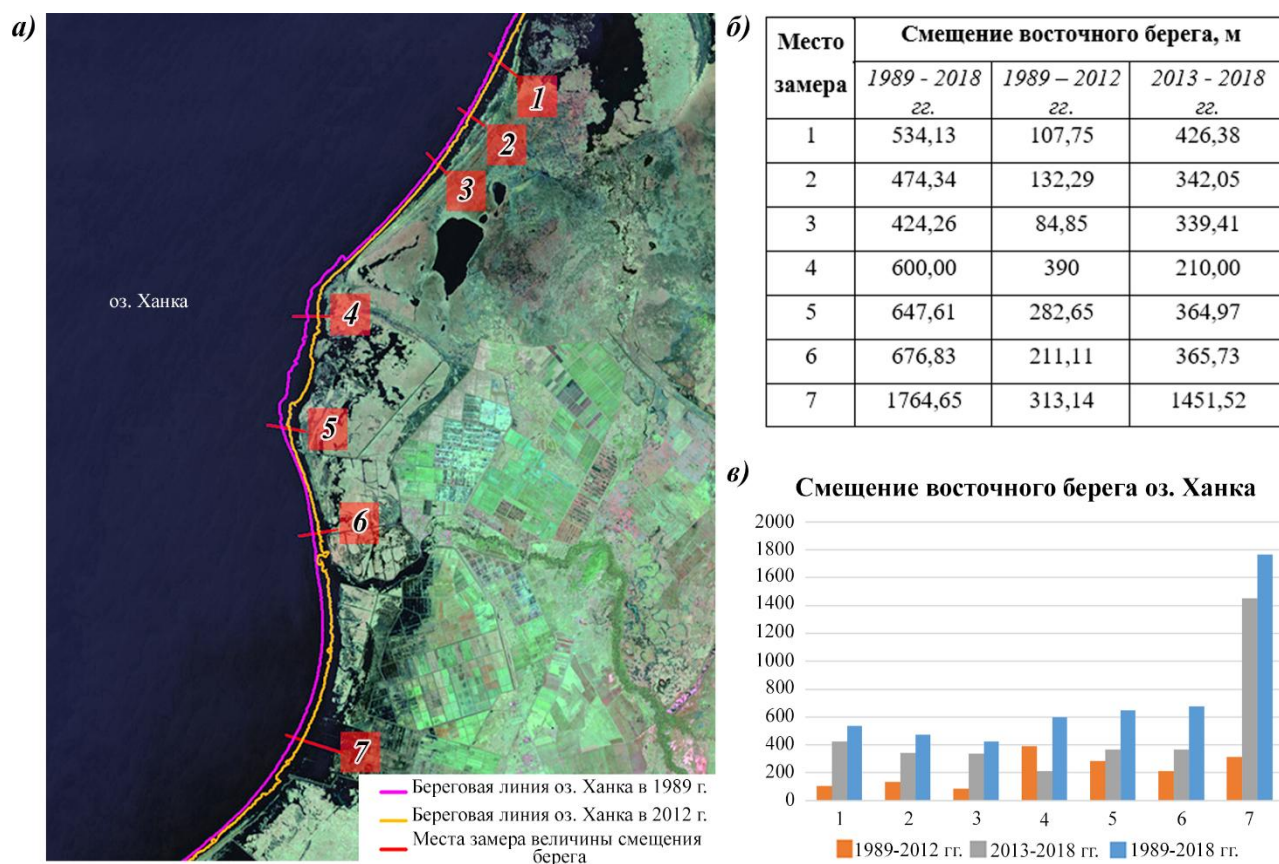 а)
1
2
3
оз. Ханка
4
5
6
7
Береговая линия оз. Ханка в 1989 г.
Береговая линия оз. Ханка в 2012 г.
Места замера величины смещения
берега
б)
Место замера
Смещение восточного берега, м
1989 - 2018 гг.
1989 – 2012 гг.
2013 - 2018 гг.
1 534,13 107,75 426,38
2 474,34 132,29 342,05
3 424,26 84,85 339,41
4 600,00 390 210,00
5 647,61 282,65 364,97
6 676,83 211,11 365,73
7 1764,65 313,14 1451,52
в)
Смещение восточного берега оз. Ханка
2000
1800
1600
1400
1200
1000
800
600
400
200
0
1 2 3 4 5 6 7
1989-2012 гг. 2013-2018 гг. 1989-2018 гг.